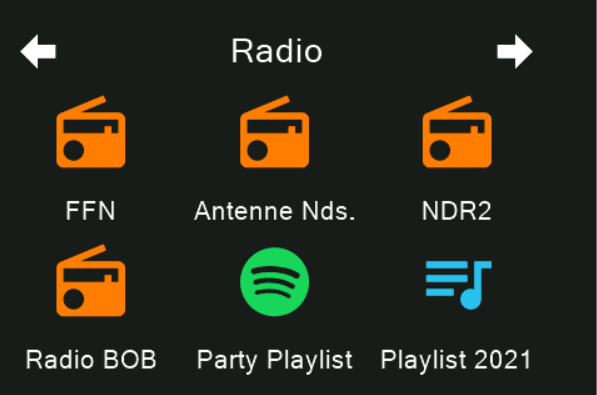 Radio
FFN
Antenne Nds.
NDR2
Radio BOB
Party Playlist
Playlist 2021